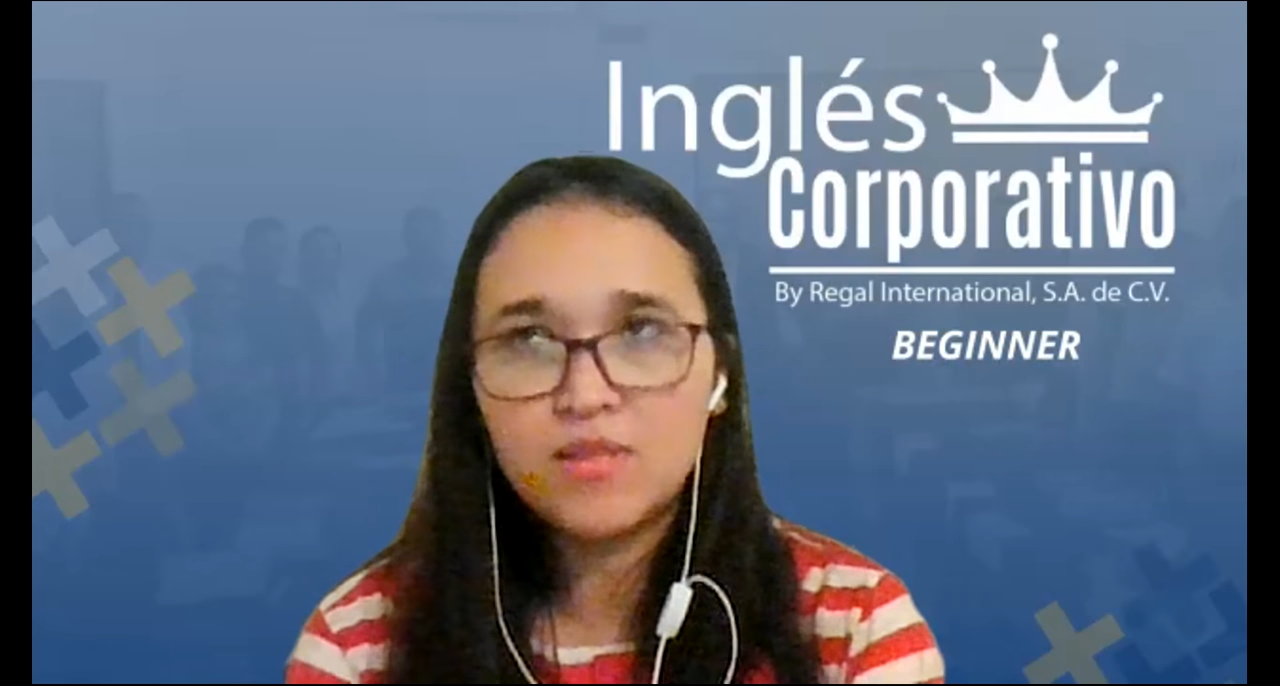 Inglés
Corporativo
By Regal International, S.A. de C.V.
BEGINNER